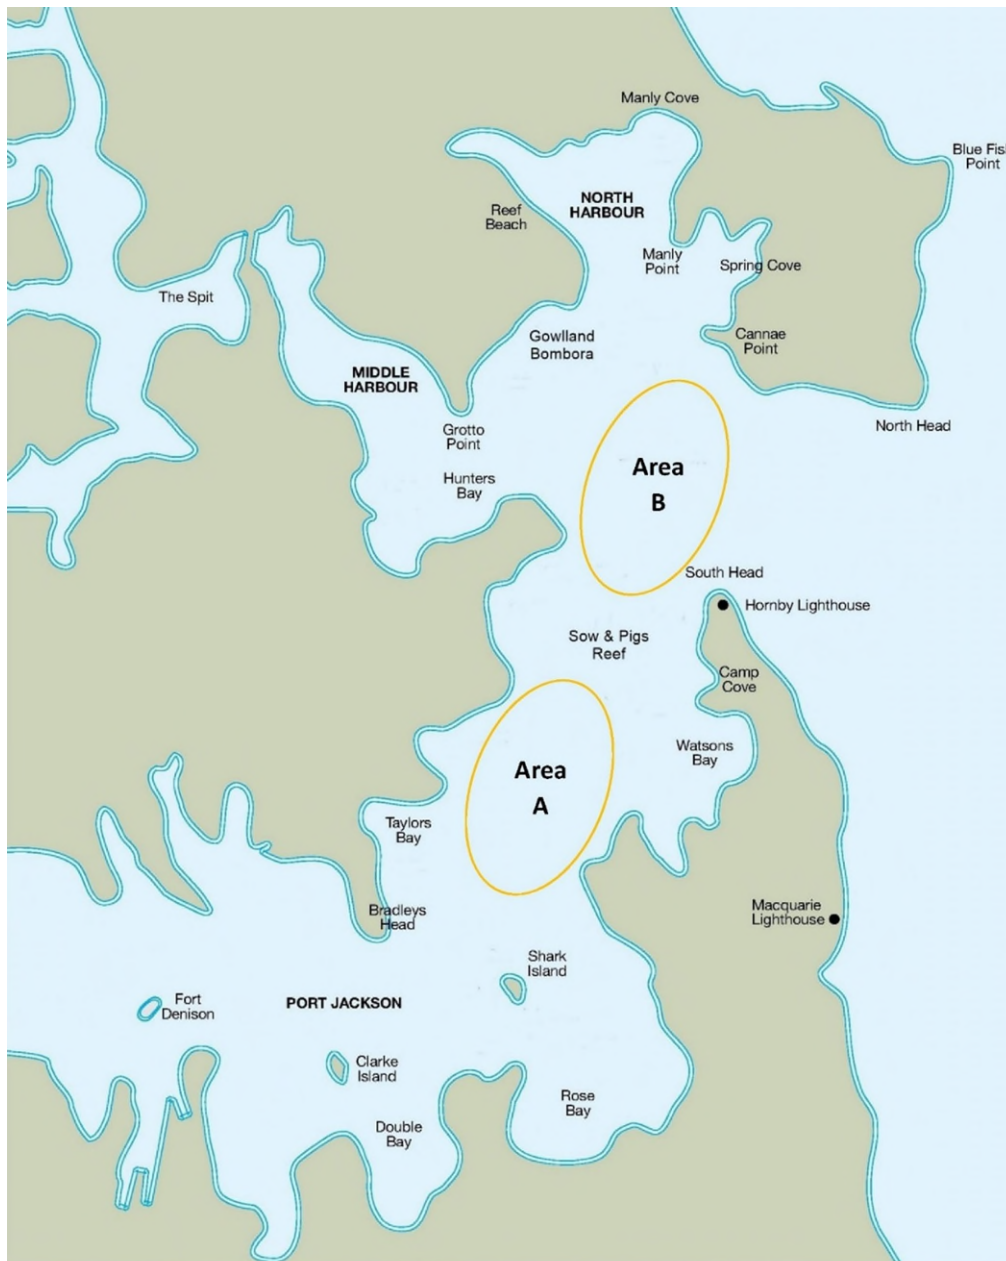 Manly Cove
Blue Fis
Point
NORTH
HARBOUR
Reef
Beach
Manly
Point
Spring Cove
The Spit
Gowlland
Bombora
Cannae
Point
MIDDLE
HARBOUR
Grotto
Point
North Head
Area
B
Hunters
Bay
South Head
Hornby Lighthouse
Sow & Pigs
Reef
Camp
Cove
Watsons
Bay
Area
A
Taylors
Bay
Bradleys
Head
Macquarie
Lighthouse
Shark
Island
Fort
Denison
PORT JACKSON
Clarke
Island
Rose
Bay
Double
Bay